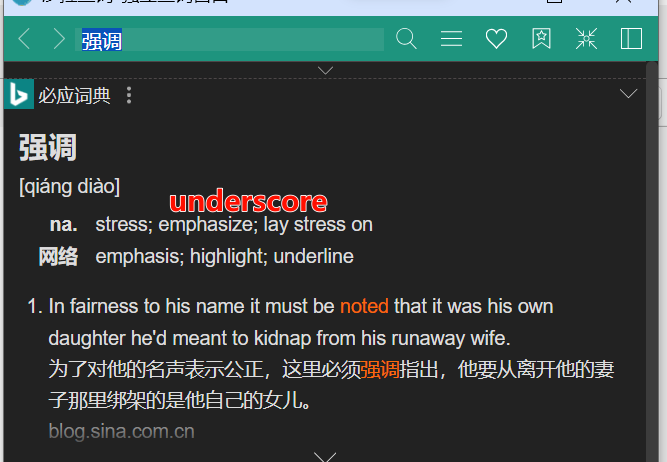 强调
必应词典
强调
[qiáng diào]
underscore
na. stress; emphasize; lay stress on
网络 emphasis; highlight; underline
1. In fairness to his name it must be noted that it was his own
daughter he'd meant to kidnap from his runaway wife.
为了对他的名声表示公正，这里必须强调指出，他要从离开他的妻
子那里绑架的是他自己的女儿。
blog.sina.com.cn